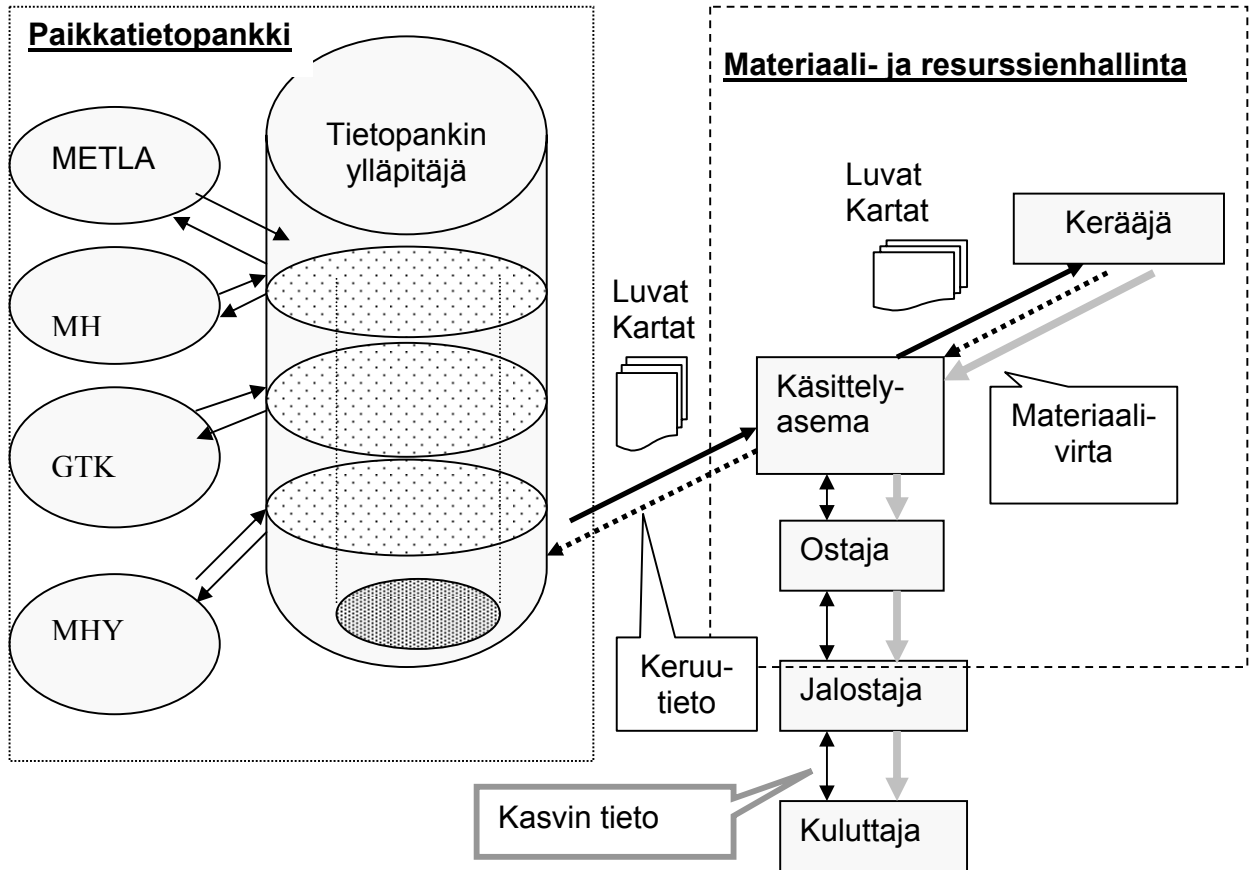 Paikkatietopankki
Tietopankin
ylläpitäjä
METLA
MH
GTK
MHY
Luvat
Kartat
Keruu-
tieto
Materiaali- ja resurssienhallinta
Luvat
Kartat
Kerääjä
Käsittely-
asema
Materiaali-
virta
Ostaja
Jalostaja
Kasvin tieto
Kuluttaja